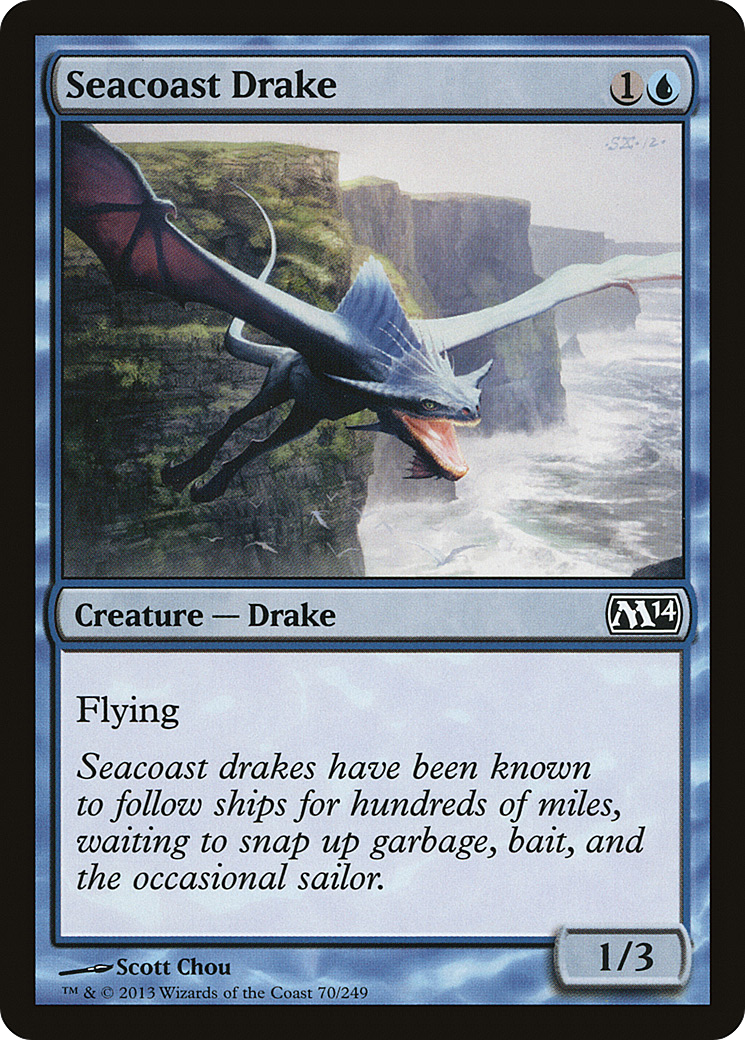 Seacoast Drake
1
Creature — Drake
M14
Flying
Seacoast drakes have been known
to follow ships for hundreds of miles,
waiting to snap up garbage, bait, and
the occasional sailor.
1/3
Scott Chou
™ & © 2013 Wizards of the Coast 70/249